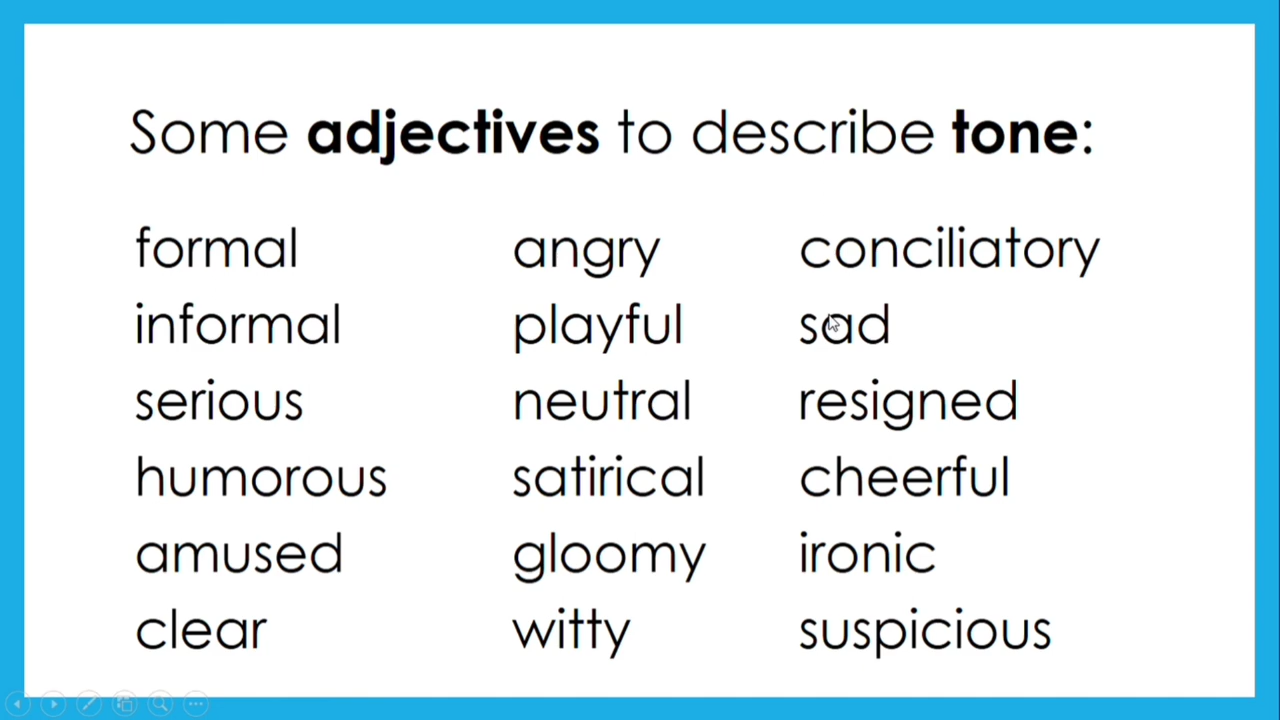 Some adjectives to describe tone:
formal angry conciliatory
informal playful sad
serious neutral resigned
humorous satirical cheerful
amused gloomy ironic
clear witty suspicious